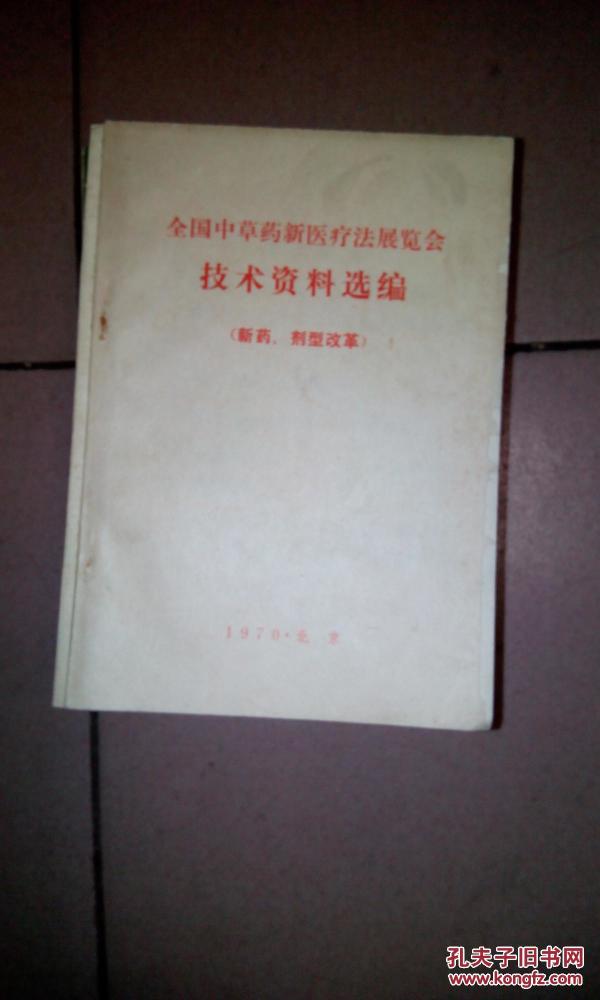 全国中草药新医疗法展览会
技术资料选编
（新药、剂型改革）
1970·北京
孔夫子旧书网
www.kongfz.com